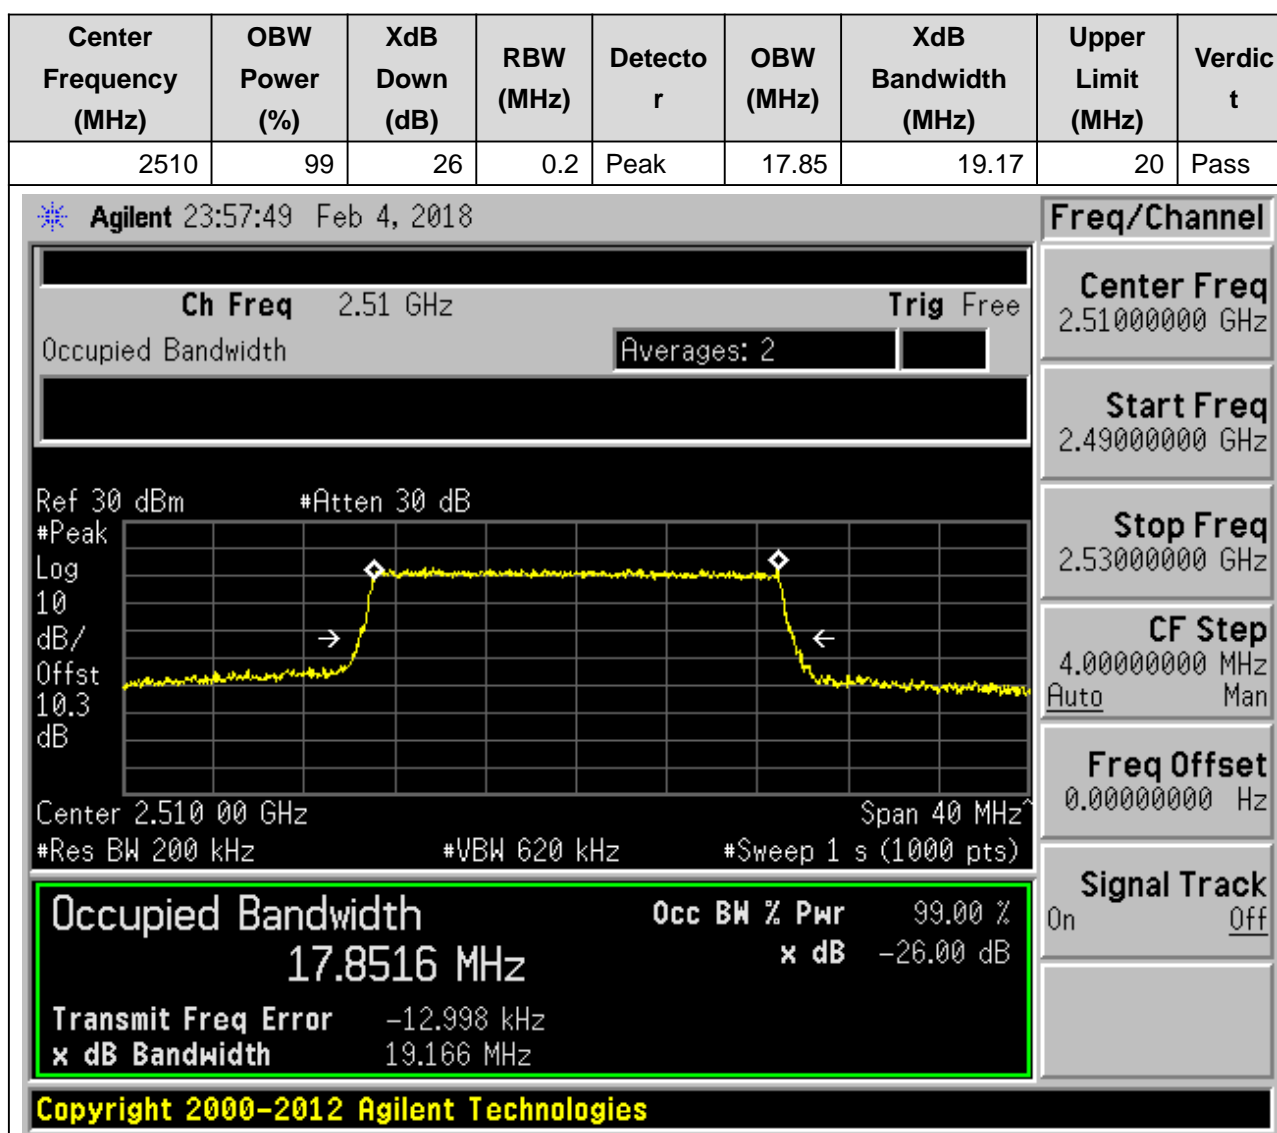 Center Frequency (MHz) OBW Power (%) XdB Down (dB) RBW (MHz) Detector OBW (MHz) XdB Bandwidth (MHz) Upper Limit (MHz) Verdict
2510 99 26 0.2 Peak 17.85 19.17 20 Pass
Agilent 23:57:49 Feb 4, 2018
Freq/Channel
Ch Freq 2.51 GHz Trig Free
Occupied Bandwidth Averages: 2
Center Freq
2.51000000 GHz
Start Freq
2.49000000 GHz
Stop Freq
2.53000000 GHz
CF Step
4.00000000 MHz
Auto Man
Freq Offset
0.00000000 Hz
Signal Track
On Off
Ref 30 dBm #Atten 30 dB
#Peak
Log
10
dB/
Offst
10.3
dB
Center 2.510 00 GHz Span 40 MHz^
#Res BW 200 kHz #VBW 620 kHz #Sweep 1 s (1000 pts)
Occupied Bandwidth Occ BW % Pwr 99.00 %
17.8516 MHz x dB -26.00 dB
Transmit Freq Error -12.998 kHz
x dB Bandwidth 19.166 MHz
Copyright 2000-2012 Agilent Technologies